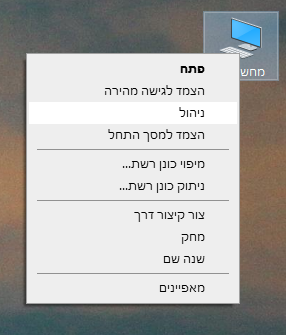 מחש
פתח
הצמד לגישה מהירה
ניהול
הצמד למסך התחל
מיפוי כונן רשת...
ניתוק כונן רשת...
צור קיצור דרך
מחק
שנה שם
מאפיינים